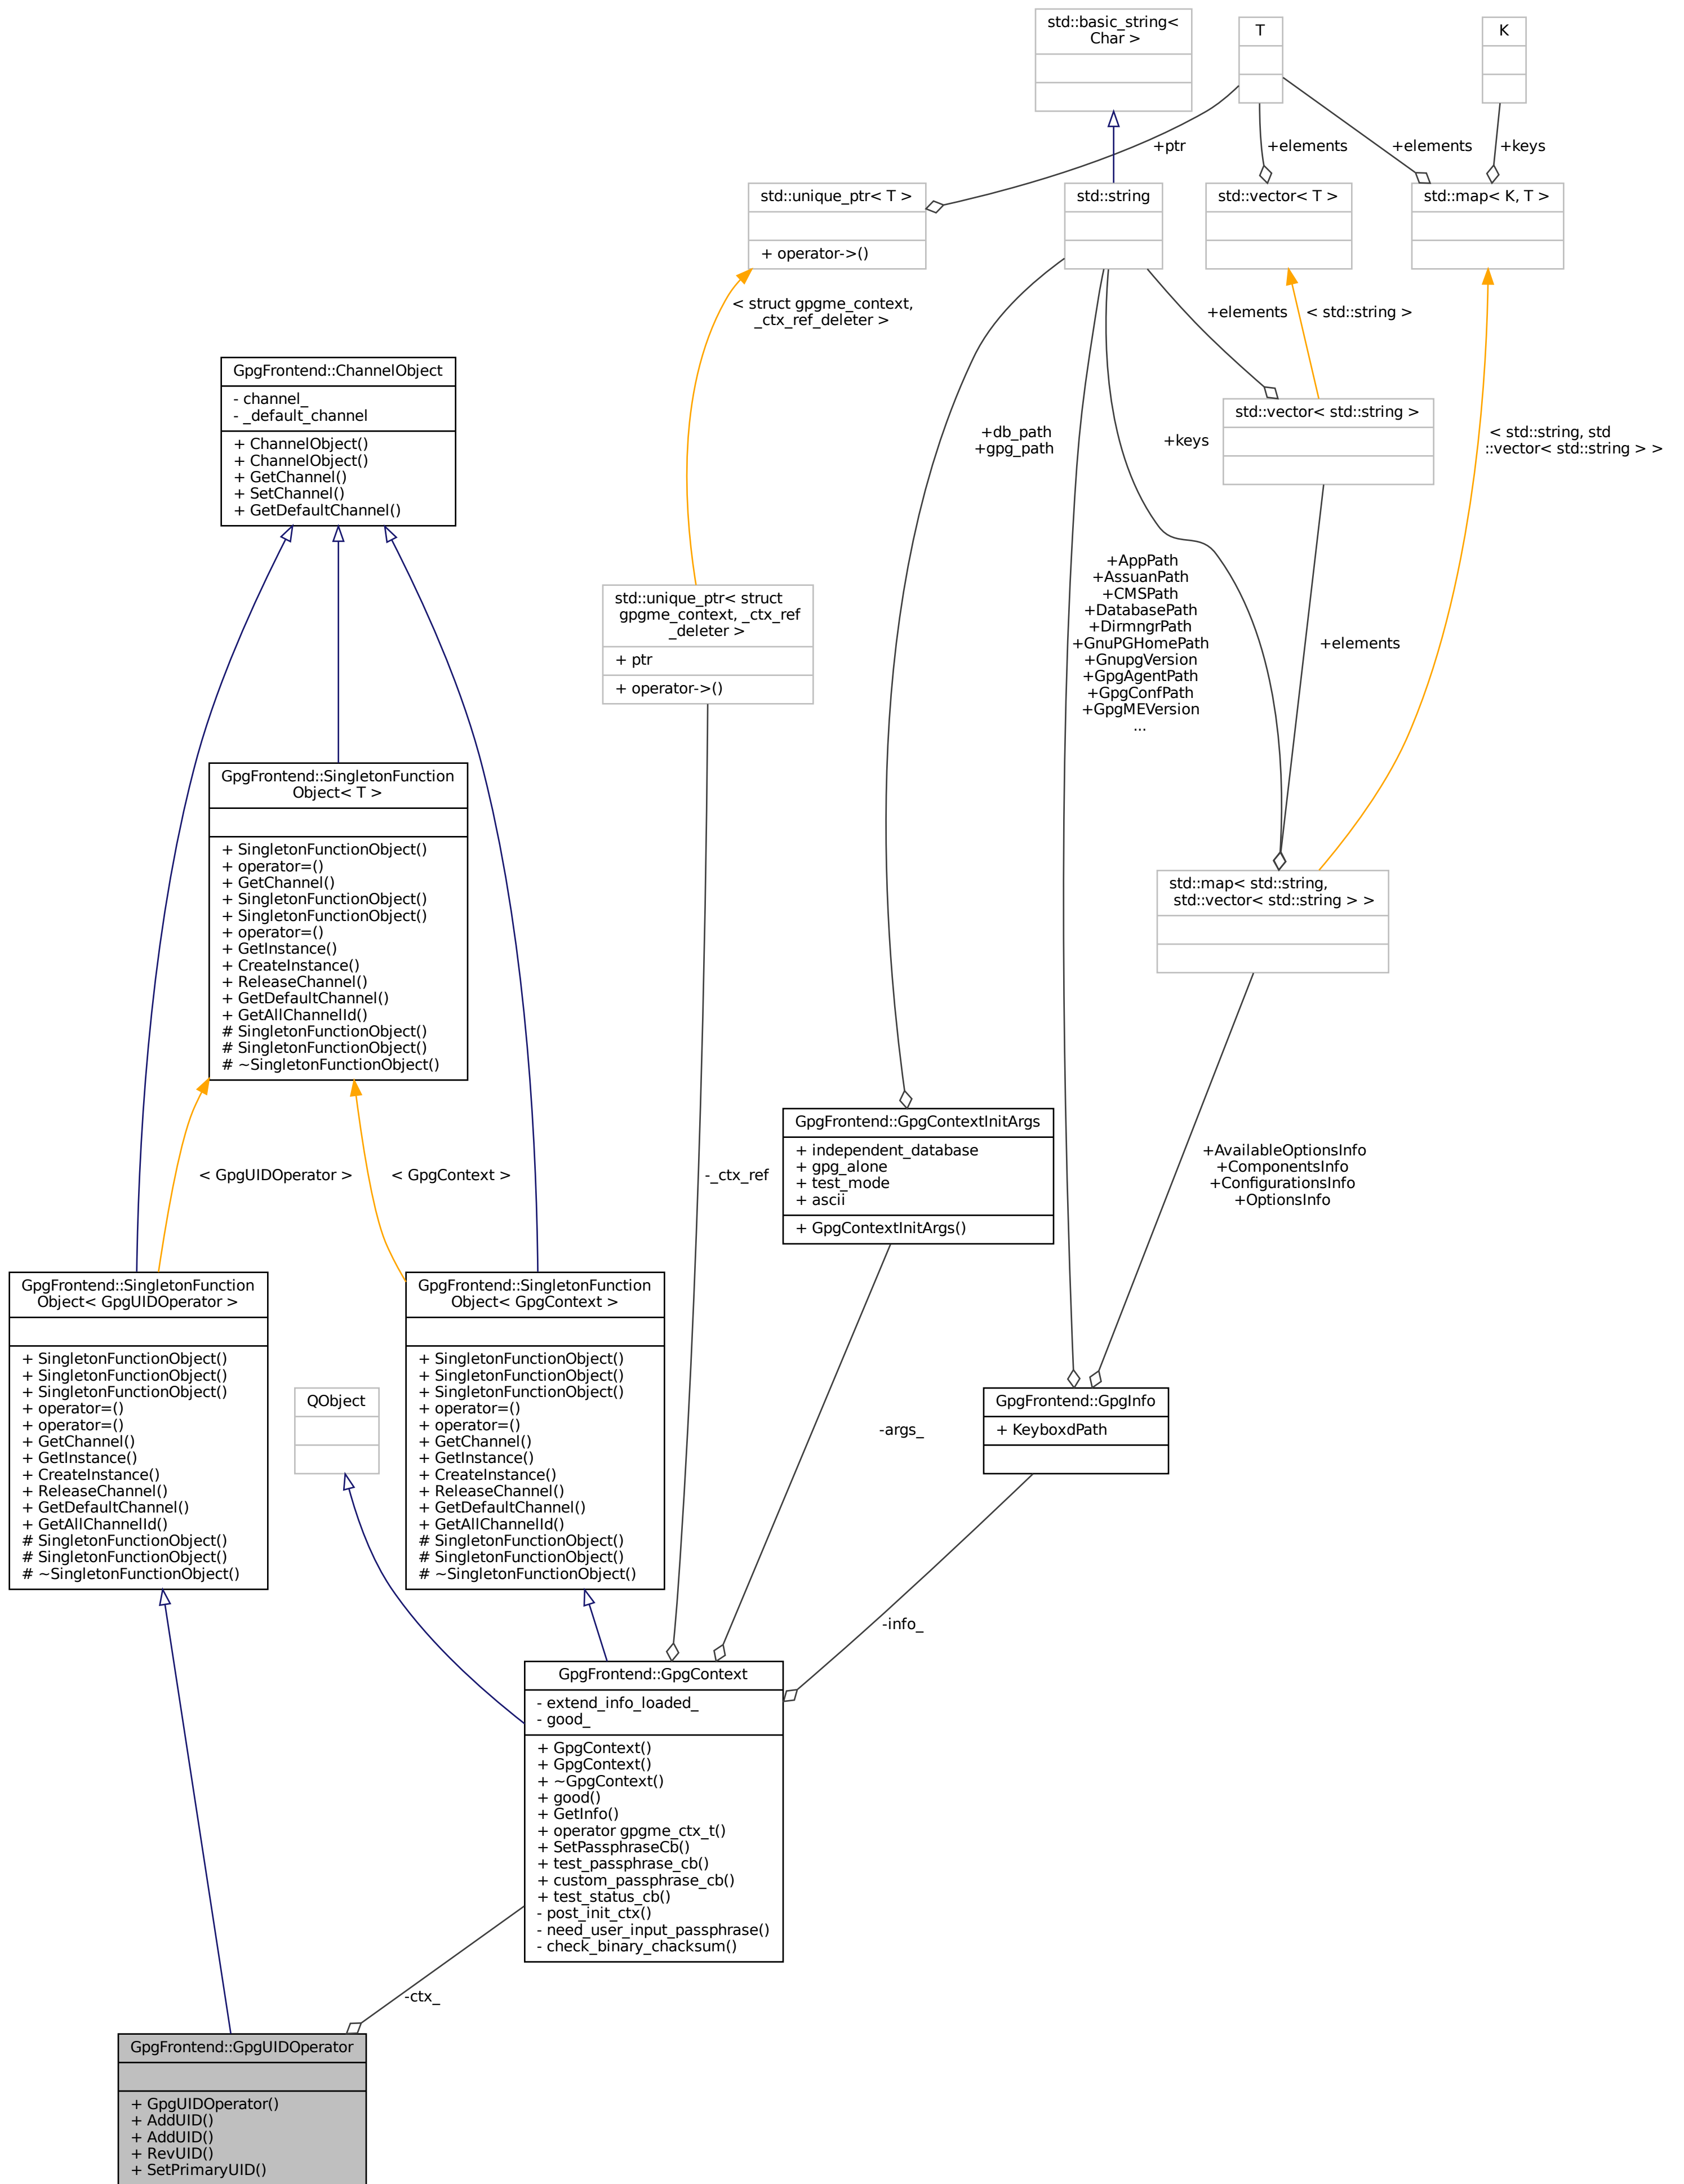 std::basic_string<
Char >
T
K
+ptr
+elements
+elements
+keys
std::unique_ptr< T >
+ operator->()
std::string
std::vector< T >
std::map< K, T >
< struct gpgme_context,
_ctx_ref_deleter >
+elements
< std::string >
GpgFrontend::ChannelObject
- channel_
- _default_channel
+ ChannelObject()
+ ChannelObject()
+ GetChannel()
+ SetChannel()
+ GetDefaultChannel()
+db_path
+gpg_path
+keys
std::vector< std::string >
< std::string, std
::vector< std::string > >
std::unique_ptr< struct
gpgme_context, _ctx_ref
_deleter >
+ ptr
+ operator->()
+AppPath
+AssuanPath
+CMSPath
+DatabasePath
+DirmngrPath
+GnuPGHomePath
+GnupgVersion
+GpgAgentPath
+GpgConfPath
+GpgMEVersion
...
+elements
GpgFrontend::SingletonFunction
Object< T >
+ SingletonFunctionObject()
+ operator=()
+ GetChannel()
+ SingletonFunctionObject()
+ SingletonFunctionObject()
+ operator=()
+ GetInstance()
+ CreateInstance()
+ ReleaseChannel()
+ GetDefaultChannel()
+ GetAllChannelId()
# SingletonFunctionObject()
# SingletonFunctionObject()
# ~SingletonFunctionObject()
std::map< std::string,
std::vector< std::string > >
< GpgUIDOperator >
< GpgContext >
-_ctx_ref
GpgFrontend::GpgContextInitArgs
+ independent_database
+ gpg_alone
+ test_mode
+ ascii
+ GpgContextInitArgs()
+AvailableOptionsInfo
+ComponentsInfo
+ConfigurationsInfo
+OptionsInfo
GpgFrontend::SingletonFunction
Object< GpgUIDOperator >
+ SingletonFunctionObject()
+ SingletonFunctionObject()
+ SingletonFunctionObject()
+ operator=()
+ operator=()
+ GetChannel()
+ GetInstance()
+ CreateInstance()
+ ReleaseChannel()
+ GetDefaultChannel()
+ GetAllChannelId()
# SingletonFunctionObject()
# SingletonFunctionObject()
# ~SingletonFunctionObject()
QObject
GpgFrontend::SingletonFunction
Object< GpgContext >
+ SingletonFunctionObject()
+ SingletonFunctionObject()
+ SingletonFunctionObject()
+ operator=()
+ operator=()
+ GetChannel()
+ GetInstance()
+ CreateInstance()
+ ReleaseChannel()
+ GetDefaultChannel()
+ GetAllChannelId()
# SingletonFunctionObject()
# SingletonFunctionObject()
# ~SingletonFunctionObject()
-args_
GpgFrontend::GpgInfo
+ KeyboxdPath
-info_
GpgFrontend::GpgContext
- extend_info_loaded_
- good_
+ GpgContext()
+ GpgContext()
+ ~GpgContext()
+ good()
+ GetInfo()
+ operator gpgme_ctx_t()
+ SetPassphraseCb()
+ test_passphrase_cb()
+ custom_passphrase_cb()
+ test_status_cb()
- post_init_ctx()
- need_user_input_passphrase()
- check_binary_chacksum()
-ctx_
GpgFrontend::GpgUIDOperator
+ GpgUIDOperator()
+ AddUID()
+ AddUID()
+ RevUID()
+ SetPrimaryUID()